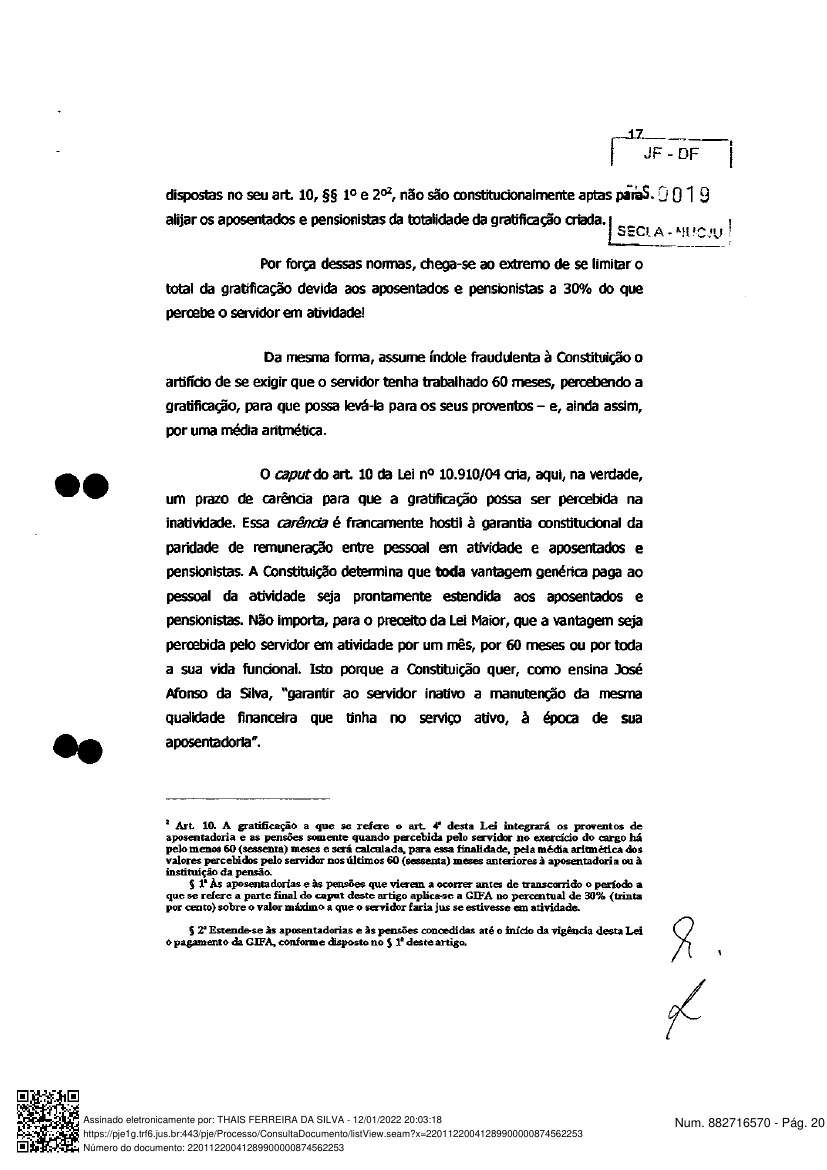 17
JF - DF
dispostas no seu art. 10, §§ 1º e 2º², não são constitucionalmente aptas para
S. 0019
alijar os aposentados e pensionistas da totalidade da gratificação criada.
SECLA -
Por força dessas normas, chega-se ao extremo de se limitar o
total da gratificação devida aos aposentados e pensionistas a 30% do que
percebe o servidor em atividade!
Da mesma forma, assume índole fraudulenta à Constituição o
artifício de se exigir que o servidor tenha trabalhado 60 meses, percebendo a
gratificação, para que possa levá-la para os seus proventos – e, ainda assim,
por uma média aritmética.
O caput do art. 10 da Lei nº 10.910/04 cria, aqui, na verdade,
um prazo de carência para que a gratificação possa ser percebida na
inatividade. Essa carência é francamente hostil à garantia constitucional da
paridade de remuneração entre pessoal em atividade e aposentados e
pensionistas. A Constituição determina que toda vantagem genérica paga ao
pessoal da atividade seja prontamente estendida aos aposentados e
pensionistas. Não importa, para o preceito da Lei Maior, que a vantagem seja
percebida pelo servidor em atividade por um mês, por 60 meses ou por toda
a sua vida funcional. Isto porque a Constituição quer, como ensina José
Afonso da Silva, "garantir ao servidor inativo a manutenção da mesma
qualidade financeira que tinha no serviço ativo, à época de sua
aposentadoria".
² Art. 10. A gratificação a que se refere o art. 4º desta Lei integrará os proventos de
aposentadoria e as pensões somente quando percebida pelo servidor no exercício do cargo há
pelo menos 60 (sessenta) meses e será calculada, para essa finalidade, pela média aritmética dos
valores percebidos pelo servidor nos últimos 60 (sessenta) meses anteriores à aposentadoria ou à
instituição da pensão.
§ 1º Às aposentadorias e às pensões que vierem a ocorrer antes de transcorrido o período a
que se refere a parte final do caput deste artigo aplica-se a GIFA no percentual de 30% (trinta
por cento) sobre o valor máximo a que o servidor faria jus se estivesse em atividade.
§ 2º Estende-se às aposentadorias e às pensões concedidas até o início da vigência desta Lei
o pagamento da GIFA, conforme disposto no § 1º deste artigo.
Assinado eletronicamente por: THAIS FERREIRA DA SILVA - 12/01/2022 20:03:18
https://pje1g.trf6.jus.br:443/pje/Processo/ConsultaDocumento/listView.seam?x=22011220041289900000874562253
Número do documento: 22011220041289900000874562253
Num. 882716570 - Pág. 20